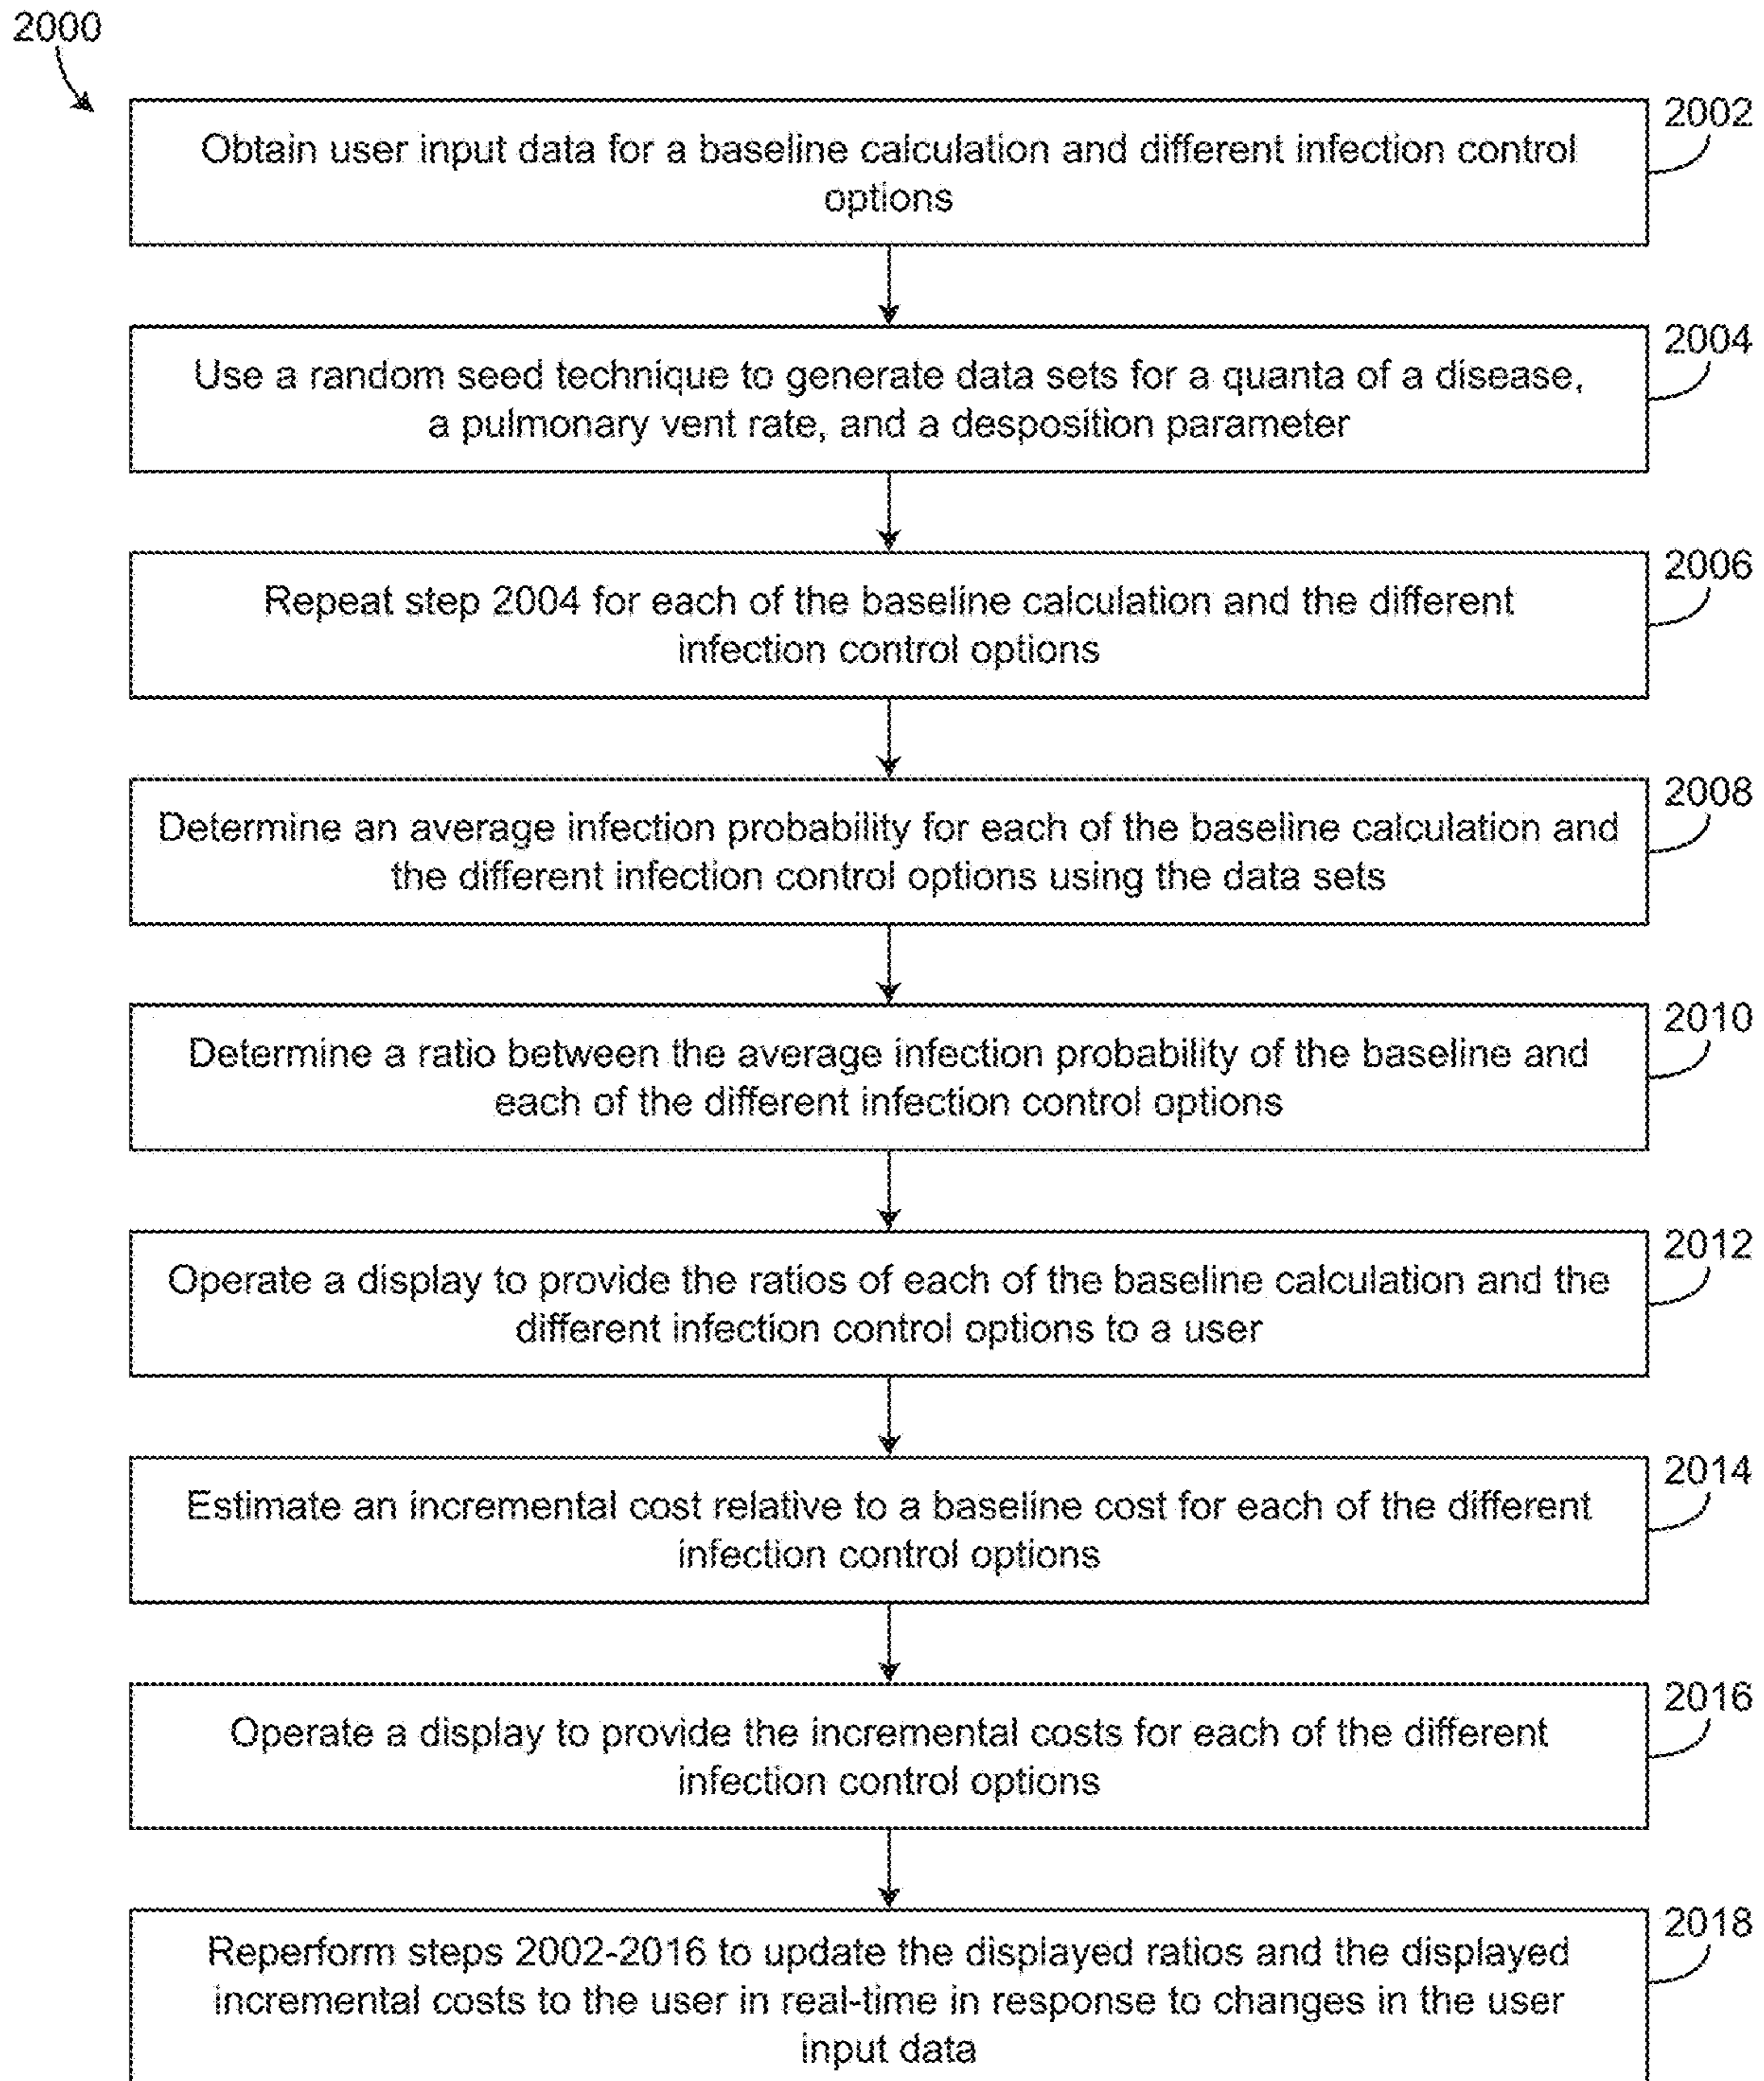 2000
2002
Obtain user input data for a baseline calculation and different infection control
options
2004
Use a random seed technique to generate data sets for a quanta of a disease,
a pulmonary vent rate, and a desposition parameter
2006
Repeat step 2004 for each of the baseline calculation and the different
infection control options
2008
Determine an average infection probability for each of the baseline calculation and
the different infection control options using the data sets
2010
Determine a ratio between the average infection probability of the baseline and
each of the different infection control options
2012
Operate a display to provide the ratios of each of the baseline calculation and the
different infection control options to a user
2014
Estimate an incremental cost relative to a baseline cost for each of the different
infection control options
2016
Operate a display to provide the incremental costs for each of the different
infection control options
2018
Reperform steps 2002-2016 to update the displayed ratios and the displayed
incremental costs to the user in real-time in response to changes in the user
input data